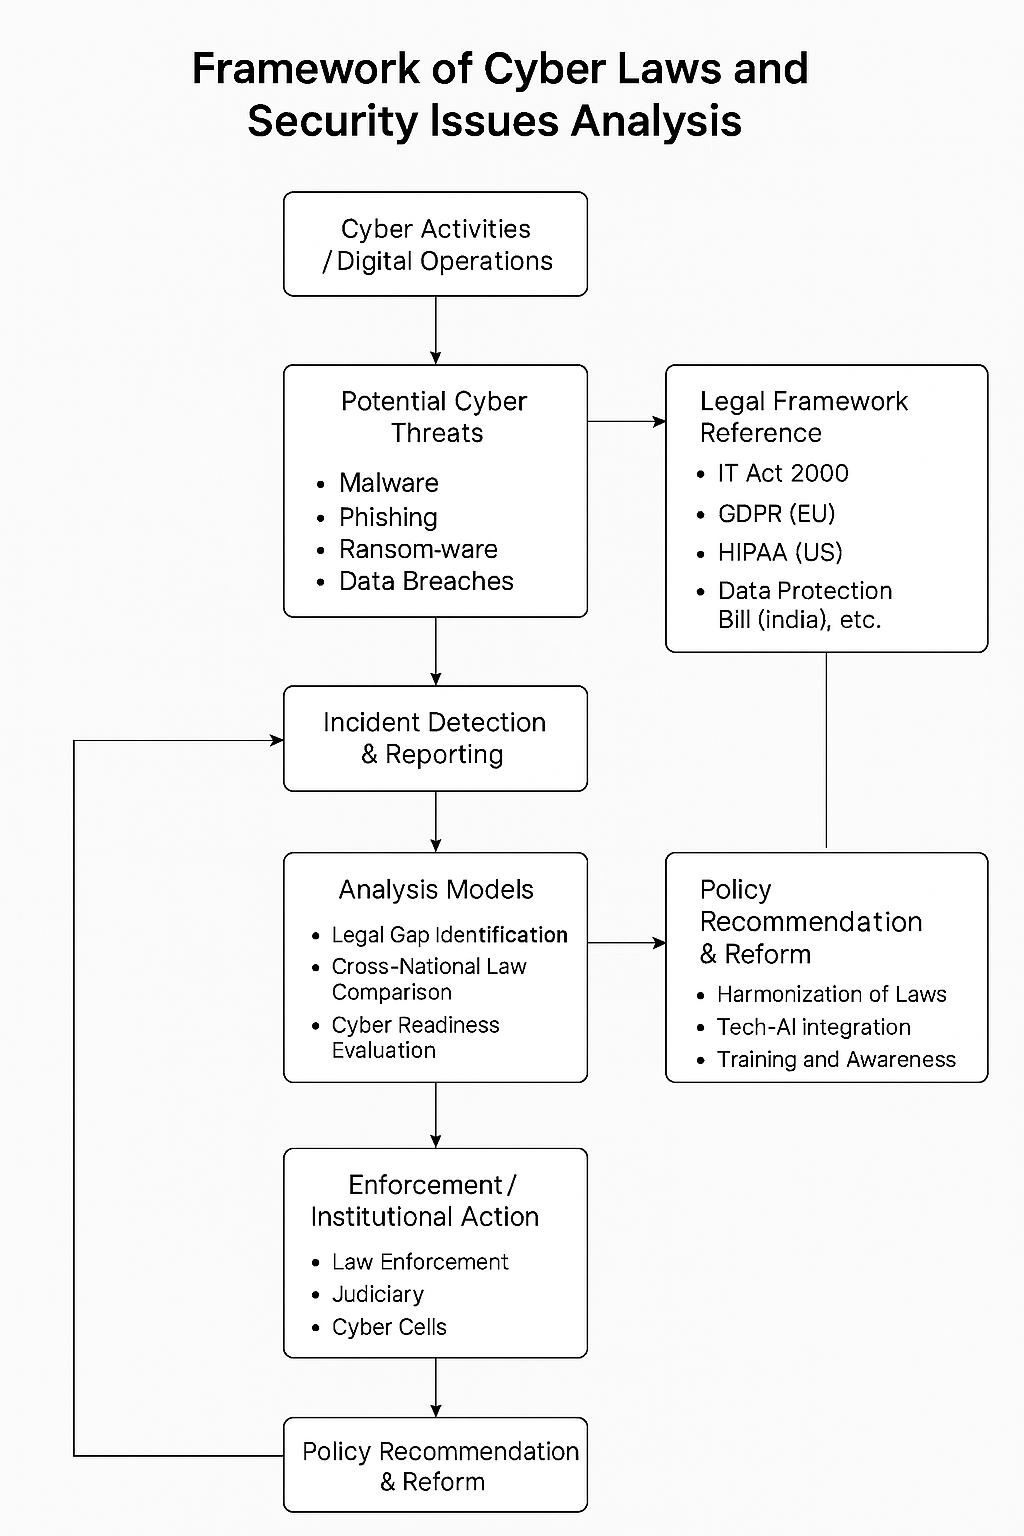 Framework of Cyber Laws and
Security Issues Analysis
Cyber Activities
/ Digital Operations
Potential Cyber
Threats
• Malware
• Phishing
• Ransom-ware
• Data Breaches
Legal Framework
Reference
• IT Act 2000
• GDPR (EU)
• HIPAA (US)
• Data Protection
Bill (india), etc.
Incident Detection
& Reporting
Analysis Models
• Legal Gap Identification
• Cross-National Law
Comparison
• Cyber Readiness
Evaluation
Policy
Recommendation
& Reform
• Harmonization of Laws
• Tech-AI integration
• Training and Awareness
Enforcement /
Institutional Action
• Law Enforcement
• Judiciary
• Cyber Cells
Policy Recommendation
& Reform